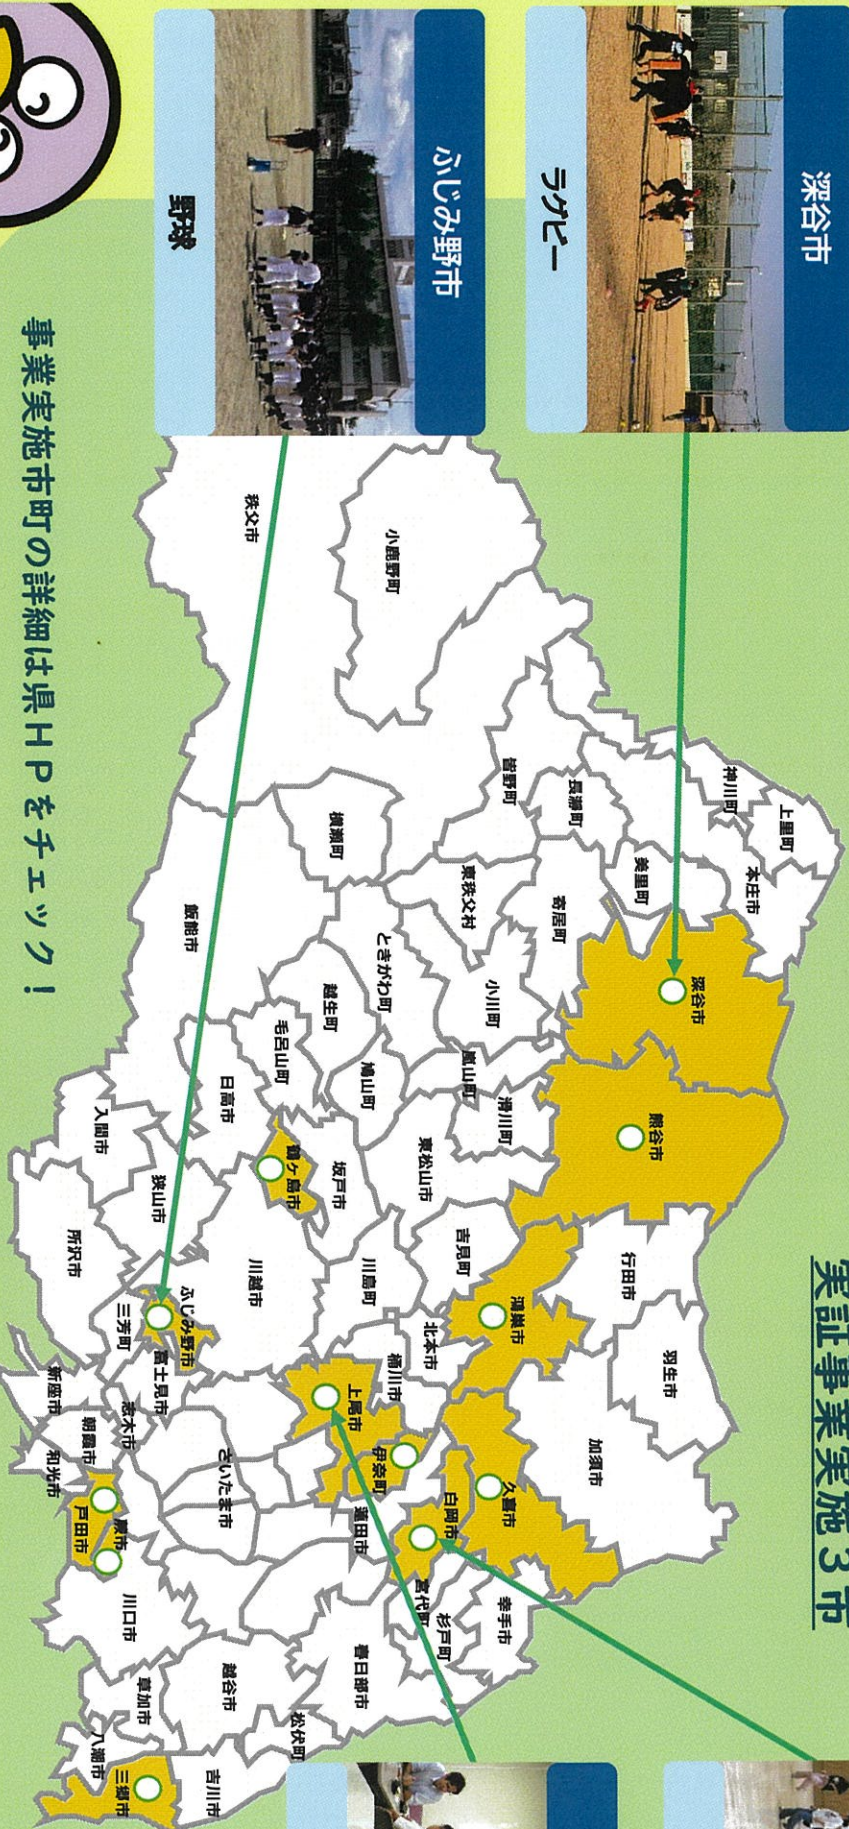 実証事業実施3市
深谷市
ラグビー
ふじみ野市
野球
上里町
神川町
本庄市
美里町
長瀞町
皆野町
寄居町
深谷市
熊谷市
小鹿野町
秩父市
横瀬町
東秩父村
小川町
ときがわ町
嵐山町
滑川町
越生町
鳩山町
毛呂山町
東松山市
吉見町
行田市
羽生市
加須市
鴻巣市
北本市
桶川市
川島町
坂戸市
鶴ヶ島市
日高市
飯能市
入間市
狭山市
所沢市
川越市
ふじみ野市
三芳町
富士見市
志木市
新座市
朝霞市
和光市
上尾市
伊奈町
久喜市
白岡市
蓮田市
宮代町
杉戸町
幸手市
さいたま市
蕨市
戸田市
川口市
春日部市
越谷市
松伏町
草加市
八潮市
三郷市
吉川市
事業実施市町の詳細は県HPをチェック!